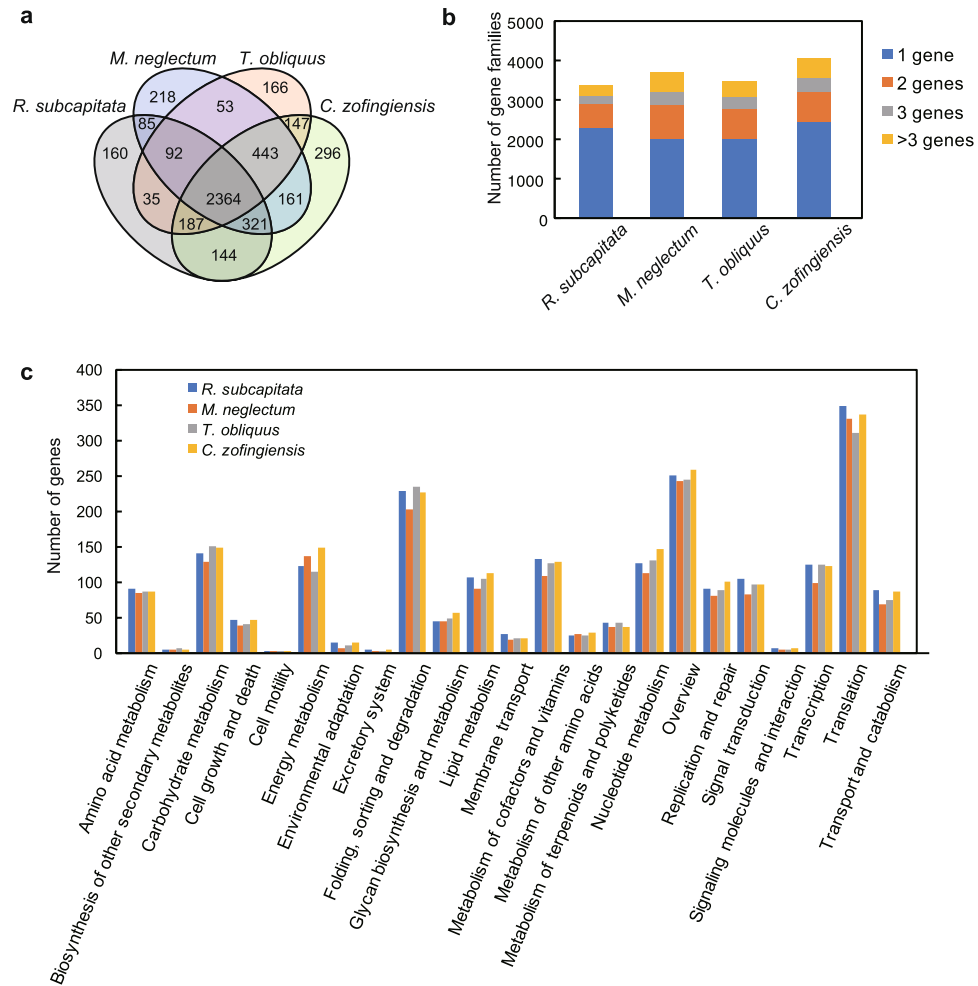 a
M. neglectum T. obliquus
R. subcapitata C. zofingiensis
218 53 166
85 147
160 92 443 296
35 2364 161
187 321
144
b
Number of gene families
5000
4000
3000
2000
1000
0
R. subcapitata
M. neglectum
T. obliquus
C. zofingiensis
1 gene
2 genes
3 genes
>3 genes
c
Number of genes
400
350
300
250
200
150
100
50
0
R. subcapitata
M. neglectum
T. obliquus
C. zofingiensis
Amino acid metabolism
Biosynthesis of other secondary metabolites
Carbohydrate metabolism
Cell growth and death
Cell motility
Energy metabolism
Environmental adaptation
Excretory system
Folding, sorting and degradation
Glycan biosynthesis and metabolism
Lipid metabolism
Membrane transport
Metabolism of cofactors and vitamins
Metabolism of other amino acids
Metabolism of terpenoids and polyketides
Nucleotide metabolism
Overview
Replication and repair
Signal transduction
Signaling molecules and interaction
Transcription
Translation
Transport and catabolism